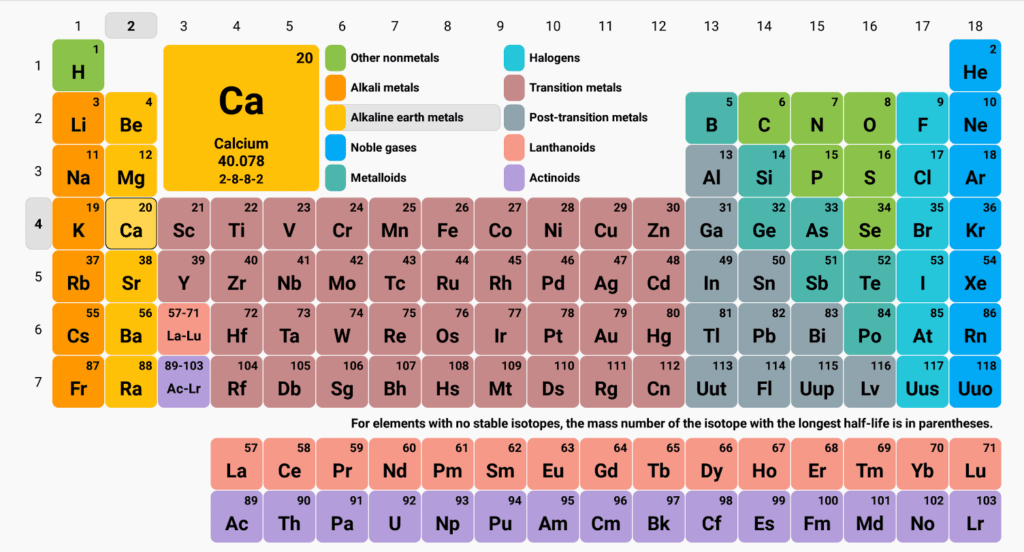 1 2 3 4 5 6 7 8 9 10 11 12 13 14 15 16 17 18
1
1
H
2
He
20
Ca
Calcium
40.078
2-8-8-2
Other nonmetals
Alkali metals
Alkaline earth metals
Noble gases
Metalloids
Halogens
Transition metals
Post-transition metals
Lanthanoids
Actinoids
2
3 4 5 6 7 8 9 10
Li Be B C N O F Ne
3
11 12 13 14 15 16 17 18
Na Mg Al Si P S Cl Ar
4
19 20 21 22 23 24 25 26 27 28 29 30 31 32 33 34 35 36
K Ca Sc Ti V Cr Mn Fe Co Ni Cu Zn Ga Ge As Se Br Kr
5
37 38 39 40 41 42 43 44 45 46 47 48 49 50 51 52 53 54
Rb Sr Y Zr Nb Mo Tc Ru Rh Pd Ag Cd In Sn Sb Te I Xe
6
55 56 57-71 72 73 74 75 76 77 78 79 80 81 82 83 84 85 86
Cs Ba La-Lu Hf Ta W Re Os Ir Pt Au Hg Tl Pb Bi Po At Rn
7
87 88 89-103 104 105 106 107 108 109 110 111 112 113 114 115 116 117 118
Fr Ra Ac-Lr Rf Db Sg Bh Hs Mt Ds Rg Cn Uut Fl Uup Lv Uus Uuo
For elements with no stable isotopes, the mass number of the isotope with the longest half-life is in parentheses.
57 58 59 60 61 62 63 64 65 66 67 68 69 70 71
La Ce Pr Nd Pm Sm Eu Gd Tb Dy Ho Er Tm Yb Lu
89 90 91 92 93 94 95 96 97 98 99 100 101 102 103
Ac Th Pa U Np Pu Am Cm Bk Cf Es Fm Md No Lr